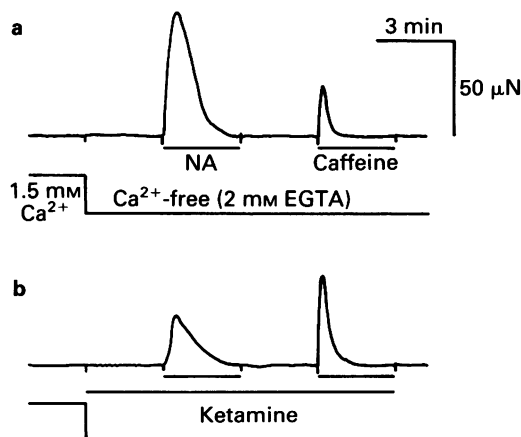 a
3 min
50 μN
NA
Caffeine
1.5 mM
Ca²⁺
Ca²⁺-free (2 mM EGTA)
b
Ketamine